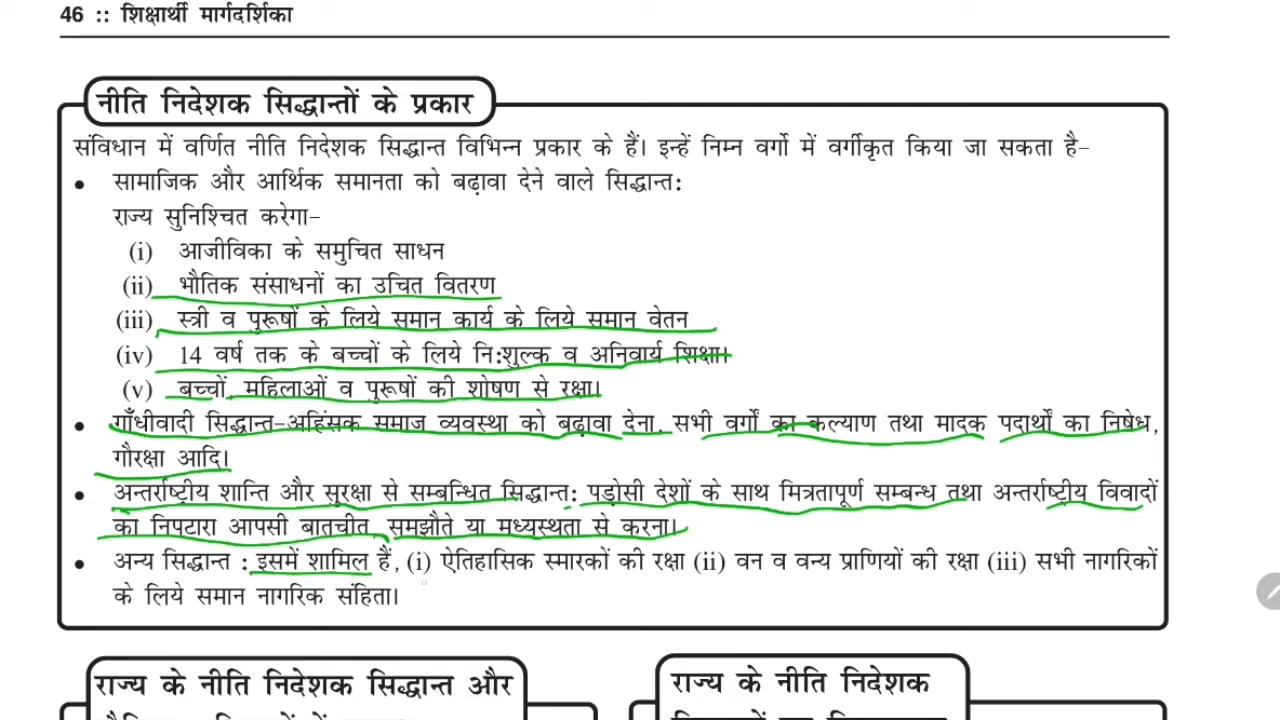 46 :: शिक्षार्थी मार्गदर्शिका
नीति निदेशक सिद्धान्तों के प्रकार
संविधान में वर्णित नीति निदेशक सिद्धान्त विभिन्न प्रकार के हैं। इन्हें निम्न वर्गो में वर्गीकृत किया जा सकता है–
• सामाजिक और आर्थिक समानता को बढ़ावा देने वाले सिद्धान्त:
राज्य सुनिश्चित करेगा–
(i) आजीविका के समुचित साधन
(ii) भौतिक संसाधनों का उचित वितरण
(iii) स्त्री व पुरूषों के लिये समान कार्य के लिये समान वेतन
(iv) 14 वर्ष तक के बच्चों के लिये नि:शुल्क व अनिवार्य शिक्षा।
(v) बच्चों, महिलाओं व पुरूषों की शोषण से रक्षा।
• गाँधीवादी सिद्धान्त–अहिंसक समाज व्यवस्था को बढ़ावा देना, सभी वर्गों का कल्याण तथा मादक पदार्थों का निषेध,
गौरक्षा आदि।
• अन्तर्राष्ट्रीय शान्ति और सुरक्षा से सम्बन्धित सिद्धान्त: पड़ोसी देशों के साथ मित्रतापूर्ण सम्बन्ध तथा अन्तर्राष्ट्रीय विवादों
का निपटारा आपसी बातचीत, समझौते या मध्यस्थता से करना।
• अन्य सिद्धान्त : इसमें शामिल हैं, (i) ऐतिहासिक स्मारकों की रक्षा (ii) वन व वन्य प्राणियों की रक्षा (iii) सभी नागरिकों
के लिये समान नागरिक संहिता।
राज्य के नीति निदेशक सिद्धान्त और
राज्य के नीति निदेशक